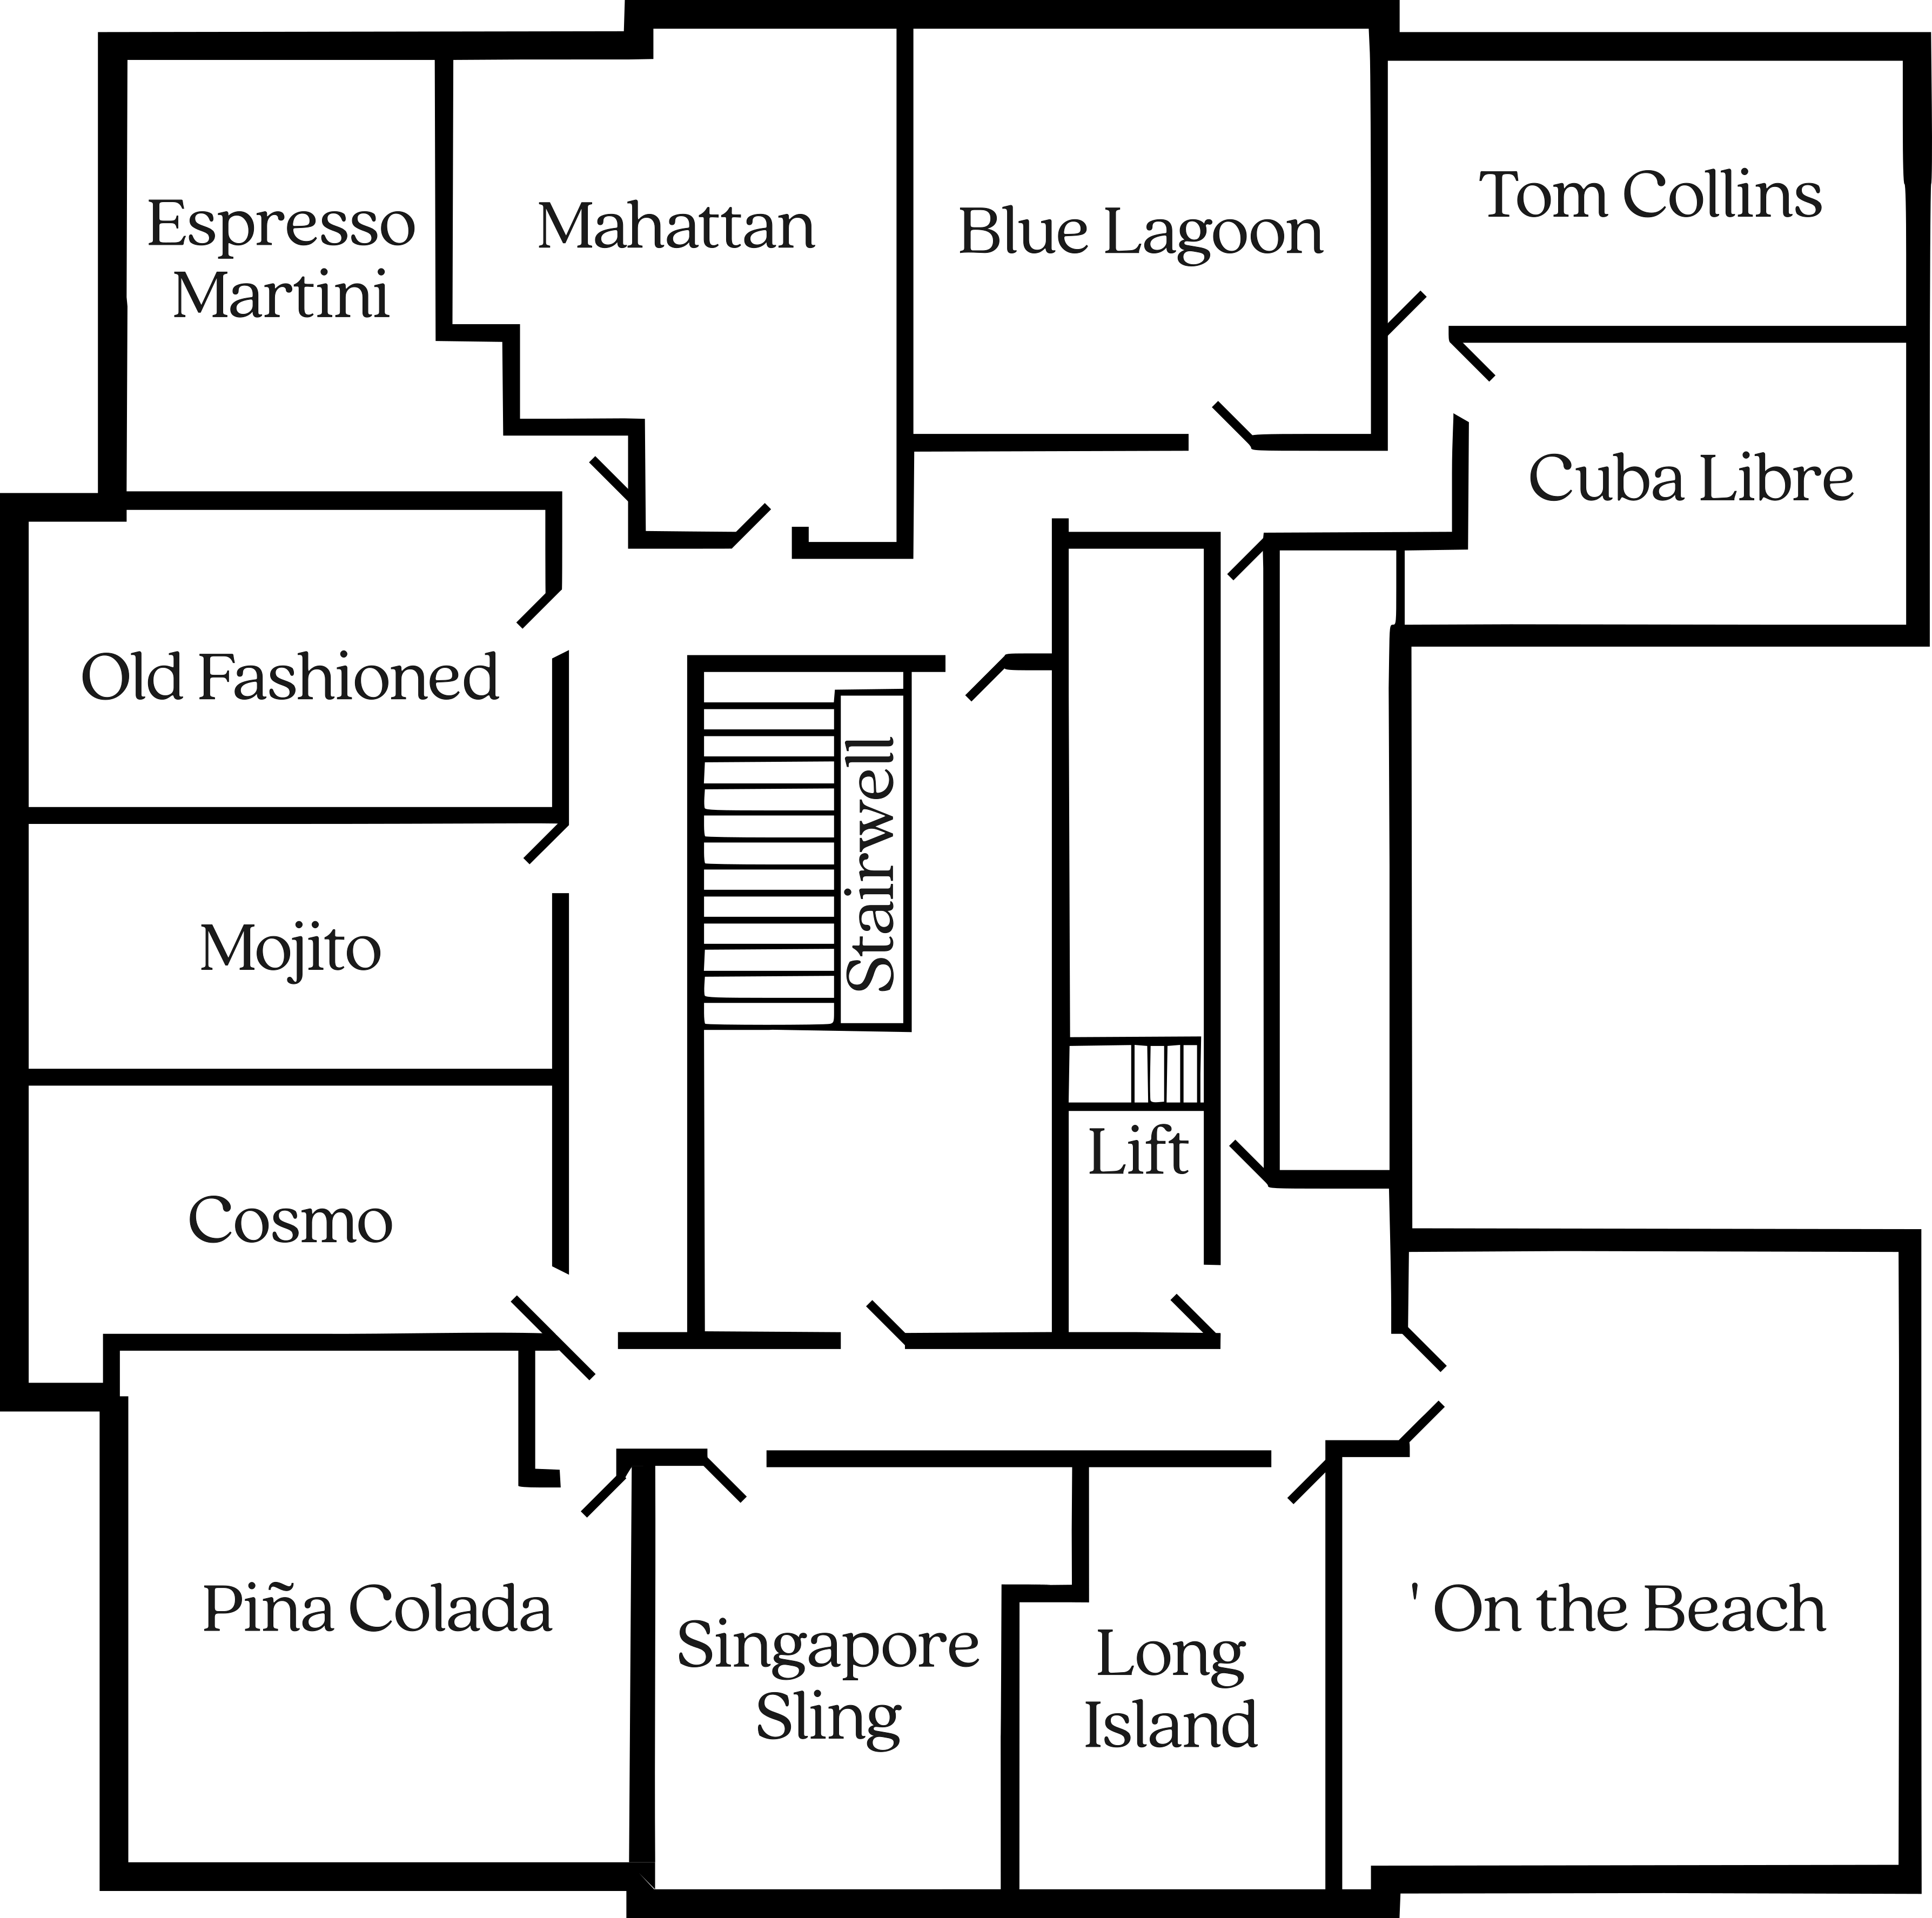 Espresso
Martini
Mahattan
Blue Lagoon
Tom Collins
Cuba Libre
Old Fashioned
Stairwell
Mojito
Lift
Cosmo
Piña Colada
Singapore
Sling
Long
Island
'On the Beach